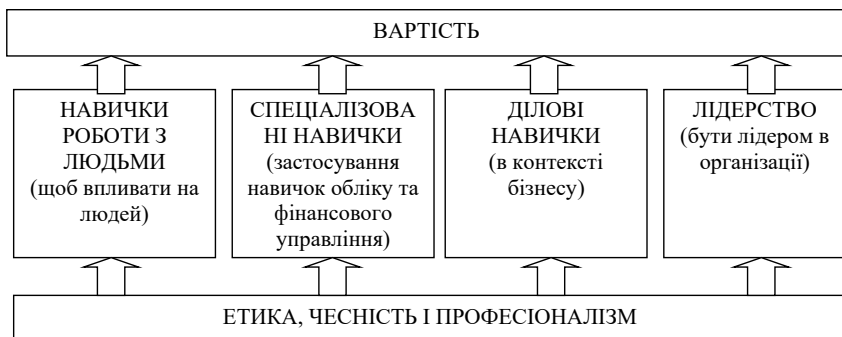 ВАРТІСТЬ
НАВИЧКИ
РОБОТИ З
ЛЮДЬМИ
(щоб впливати на
людей)
СПЕЦІАЛІЗОВА
НІ НАВИЧКИ
(застосування
навичок обліку та
фінансового
управління)
ДІЛОВІ
НАВИЧКИ
(в контексті
бізнесу)
ЛІДЕРСТВО
(бути лідером в
організації)
ЕТИКА, ЧЕСНІСТЬ І ПРОФЕСІОНАЛІЗМ